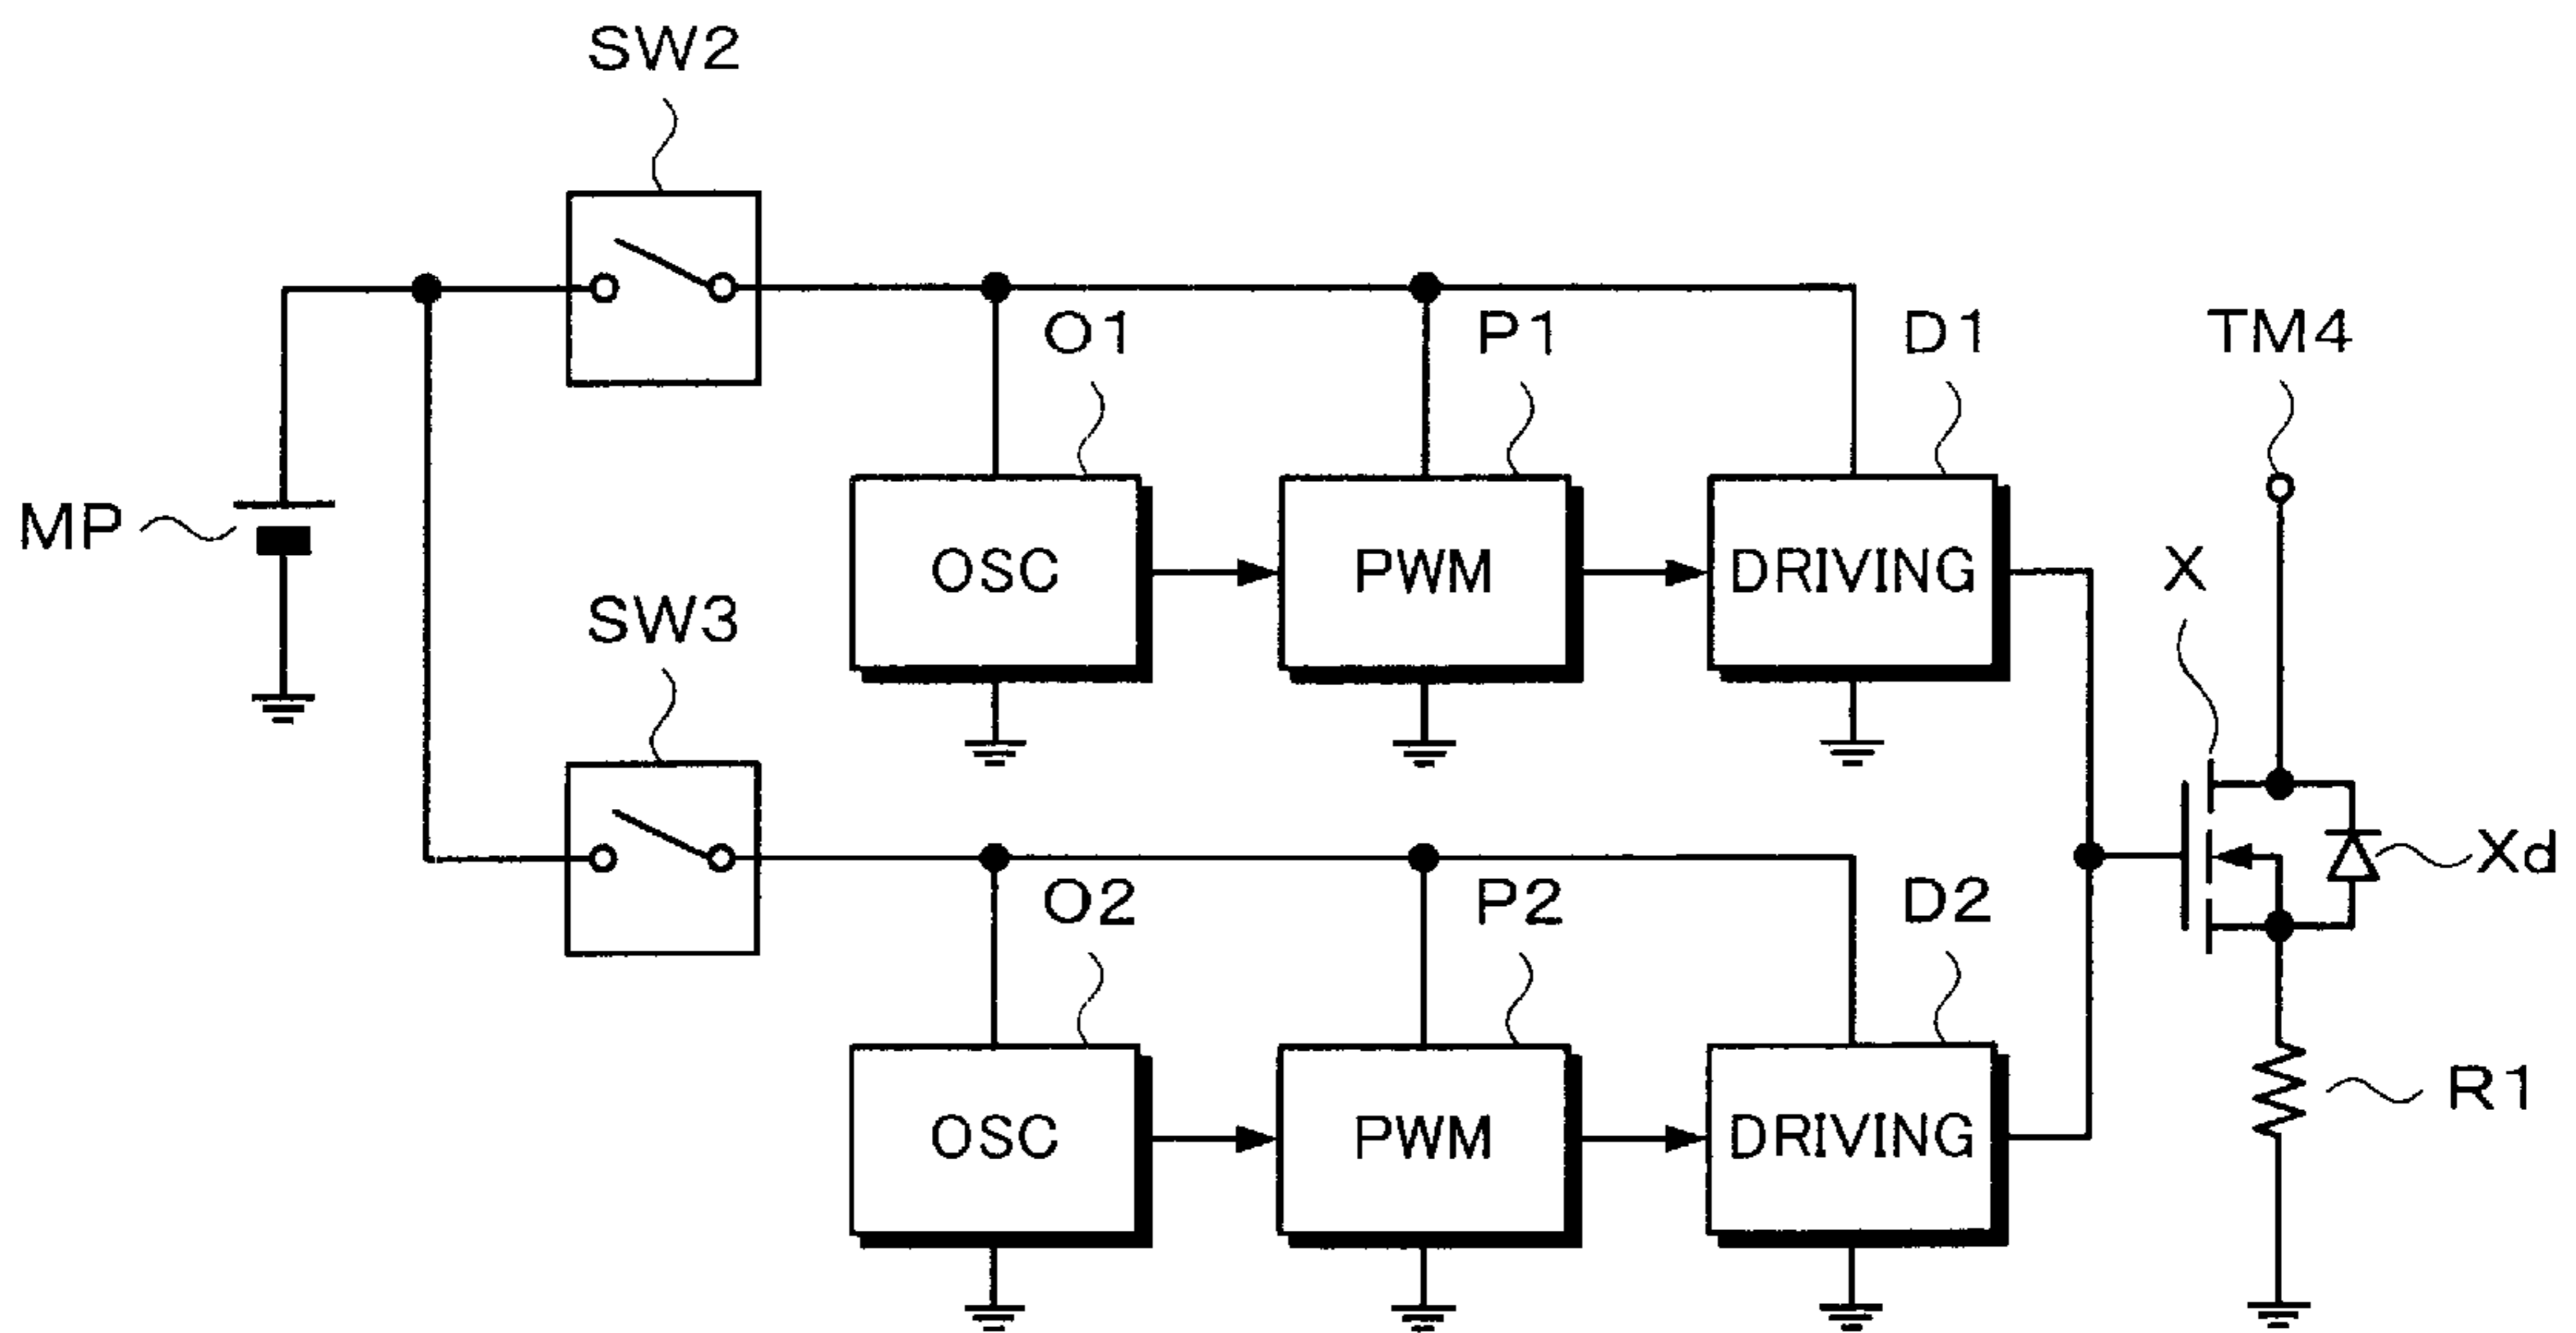 SW2
O1
P1
D1
TM4
MP
OSC
PWM
DRIVING
X
SW3
Xd
O2
P2
D2
R1
OSC
PWM
DRIVING